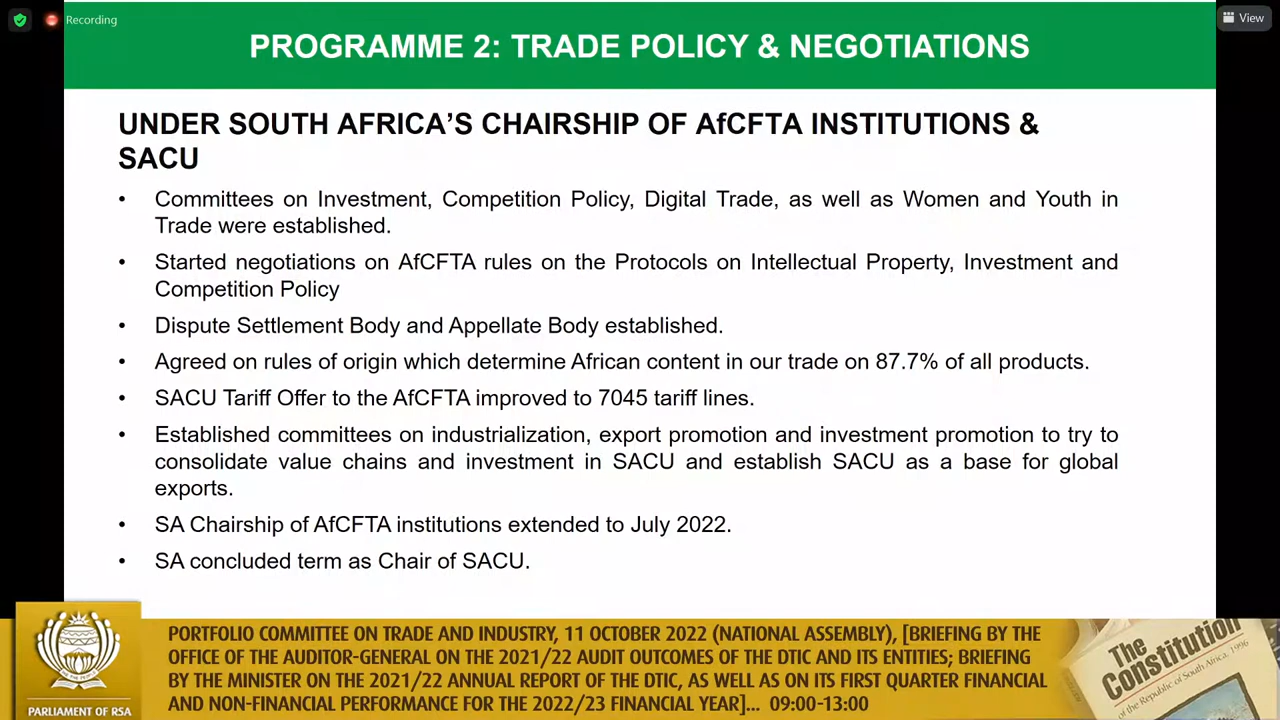 Recording
View
PROGRAMME 2: TRADE POLICY & NEGOTIATIONS
UNDER SOUTH AFRICA'S CHAIRSHIP OF AfCFTA INSTITUTIONS &
SACU
• Committees on Investment, Competition Policy, Digital Trade, as well as Women and Youth in
Trade were established.
• Started negotiations on AfCFTA rules on the Protocols on Intellectual Property, Investment and
Competition Policy
• Dispute Settlement Body and Appellate Body established.
• Agreed on rules of origin which determine African content in our trade on 87.7% of all products.
• SACU Tariff Offer to the AfCFTA improved to 7045 tariff lines.
• Established committees on industrialization, export promotion and investment promotion to try to
consolidate value chains and investment in SACU and establish SACU as a base for global
exports.
• SA Chairship of AfCFTA institutions extended to July 2022.
• SA concluded term as Chair of SACU.
PORTFOLIO COMMITTEE ON TRADE AND INDUSTRY, 11 OCTOBER 2022 (NATIONAL ASSEMBLY), [BRIEFING BY THE
OFFICE OF THE AUDITOR-GENERAL ON THE 2021/22 AUDIT OUTCOMES OF THE DTIC AND ITS ENTITIES; BRIEFING
BY THE MINISTER ON THE 2021/22 ANNUAL REPORT OF THE DTIC, AS WELL AS ON ITS FIRST QUARTER FINANCIAL
AND NON-FINANCIAL PERFORMANCE FOR THE 2022/23 FINANCIAL YEAR]... 09:00-13:00
PARLIAMENT OF RSA
The
Constitution
of the Republic of South Africa, 1996